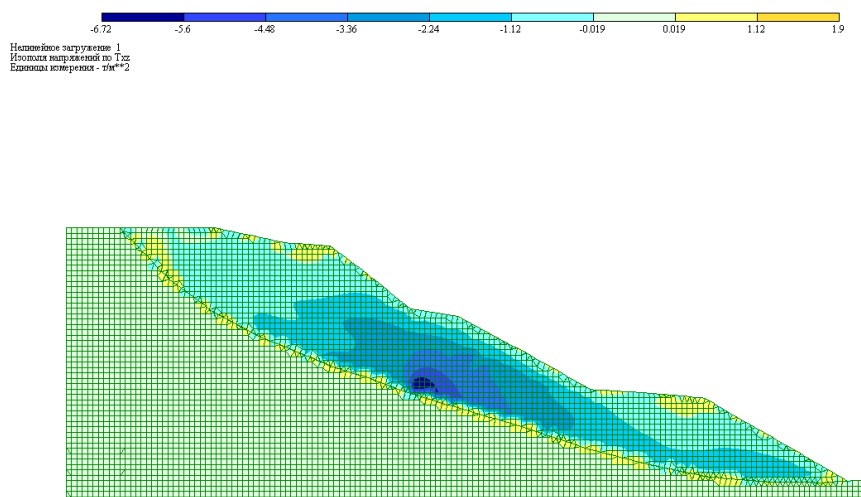 -6.72 -5.6 -4.48 -3.36 -2.24 -1.12 -0.019 0.019 1.12 1.9
Нелинейное загружение 1
Изополя напряжений по Txz
Единицы измерения - т/м**2